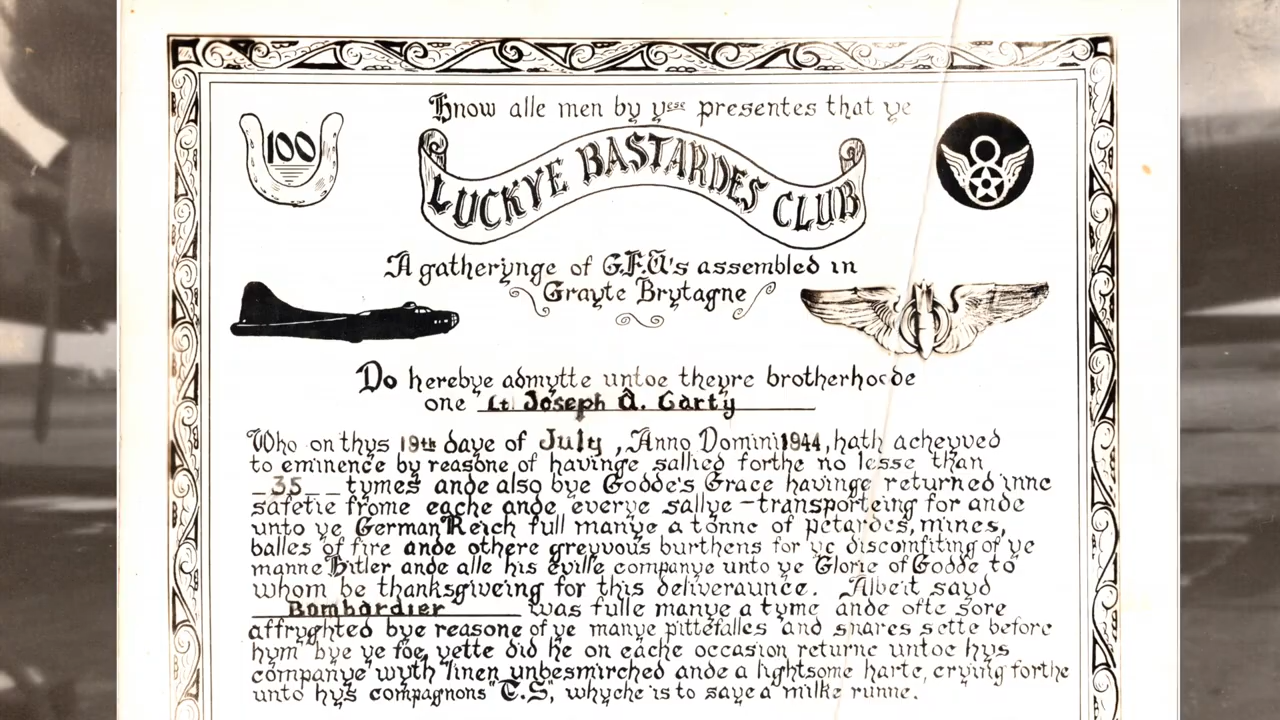 Know alle men by yese presentes that ye
100
LUCKYE BASTARDES CLUB
A gatherynge of G.F.U's assembled in
Grayte Brytagne
Do hereby admytte untoe theyre brotherhoode
one Lt. Joseph A. Carty
Who on thys 19th daye of July, Anno Domini 1944, hath acheyved
to eminence by reasone of havinge sallied forthe no lesse than
35 tymes ande also bye Godde's Grace havinge returned inne
safetie frome eache ande everye sallye - transporteing for ande
unto ye German Reich full manye a tonne of petardes, mines,
balles of fire ande othere greyvous burthens for ye discomfiting of ye
manne Hitler ande alle his eville companye unto ye Glorie of Godde to
whom be thanksgiveing for this deliveraunce. Albeit sayd
Bombardier was fulle manye a tyme ande ofte sore
affryghted bye reasone of ye manye pittefalles and snares sette before
hym bye ye foe, yette did he on eache occasion returne untoe hys
companye wyth linen unbesmirched ande a lightsome harte, crying forthe
unto hys compagnons "T.S", whyche is to saye a milke runne.